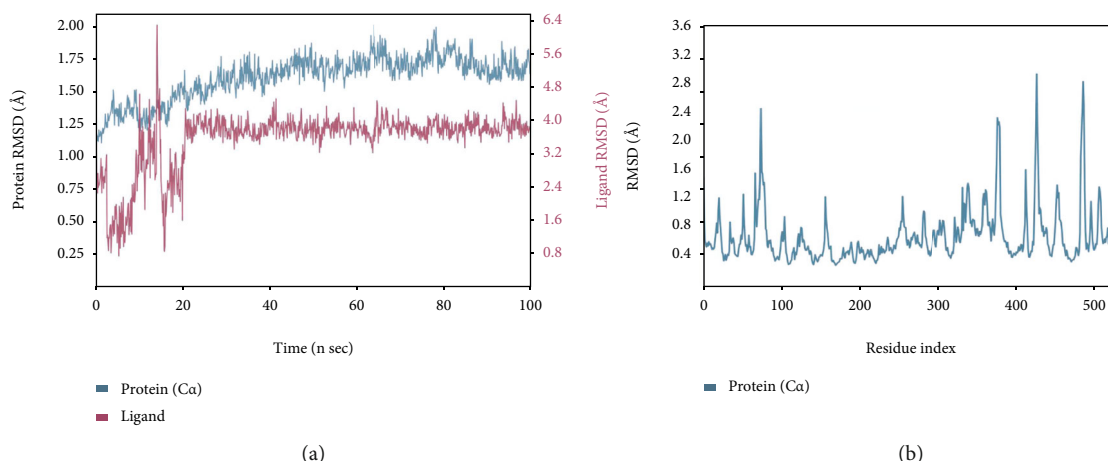 2.00
1.75
1.50
1.25
1.00
0.75
0.50
0.25
Protein RMSD (Å)
6.4
5.6
4.8
4.0
3.2
2.4
1.6
0.8
Ligand RMSD (Å)
0 20 40 60 80 100
Time (n sec)
Protein (Cα)
Ligand
(a)
3.6
2.8
2.4
2.0
1.6
1.2
0.8
0.4
RMSD (Å)
0 100 200 300 400 500
Residue index
Protein (Cα)
(b)